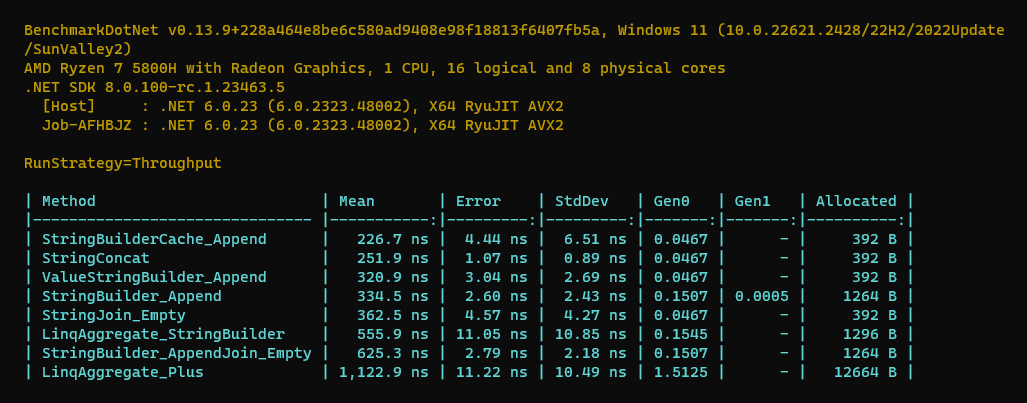 BenchmarkDotNet v0.13.9+228a464e8be6c580ad9408e98f18813f6407fb5a, Windows 11 (10.0.22621.2428/22H2/2022Update
/SunValley2)
AMD Ryzen 7 5800H with Radeon Graphics, 1 CPU, 16 logical and 8 physical cores
.NET SDK 8.0.100-rc.1.23463.5
  [Host]     : .NET 6.0.23 (6.0.2323.48002), X64 RyuJIT AVX2
  Job-AFHBJZ : .NET 6.0.23 (6.0.2323.48002), X64 RyuJIT AVX2

RunStrategy=Throughput

| Method                         | Mean       | Error    | StdDev   | Gen0   | Gen1   | Allocated |
|------------------------------- |-----------:|---------:|---------:|-------:|-------:|----------:|
| StringBuilderCache_Append      |   226.7 ns |  4.44 ns |  6.51 ns | 0.0467 |      - |     392 B |
| StringConcat                   |   251.9 ns |  1.07 ns |  0.89 ns | 0.0467 |      - |     392 B |
| ValueStringBuilder_Append      |   320.9 ns |  3.04 ns |  2.69 ns | 0.0467 |      - |     392 B |
| StringBuilder_Append           |   334.5 ns |  2.60 ns |  2.43 ns | 0.1507 | 0.0005 |    1264 B |
| StringJoin_Empty               |   362.5 ns |  4.57 ns |  4.27 ns | 0.0467 |      - |     392 B |
| LinqAggregate_StringBuilder    |   555.9 ns | 11.05 ns | 10.85 ns | 0.1545 |      - |    1296 B |
| StringBuilder_AppendJoin_Empty |   625.3 ns |  2.79 ns |  2.18 ns | 0.1507 |      - |    1264 B |
| LinqAggregate_Plus             | 1,122.9 ns | 11.22 ns | 10.49 ns | 1.5125 |      - |   12664 B |